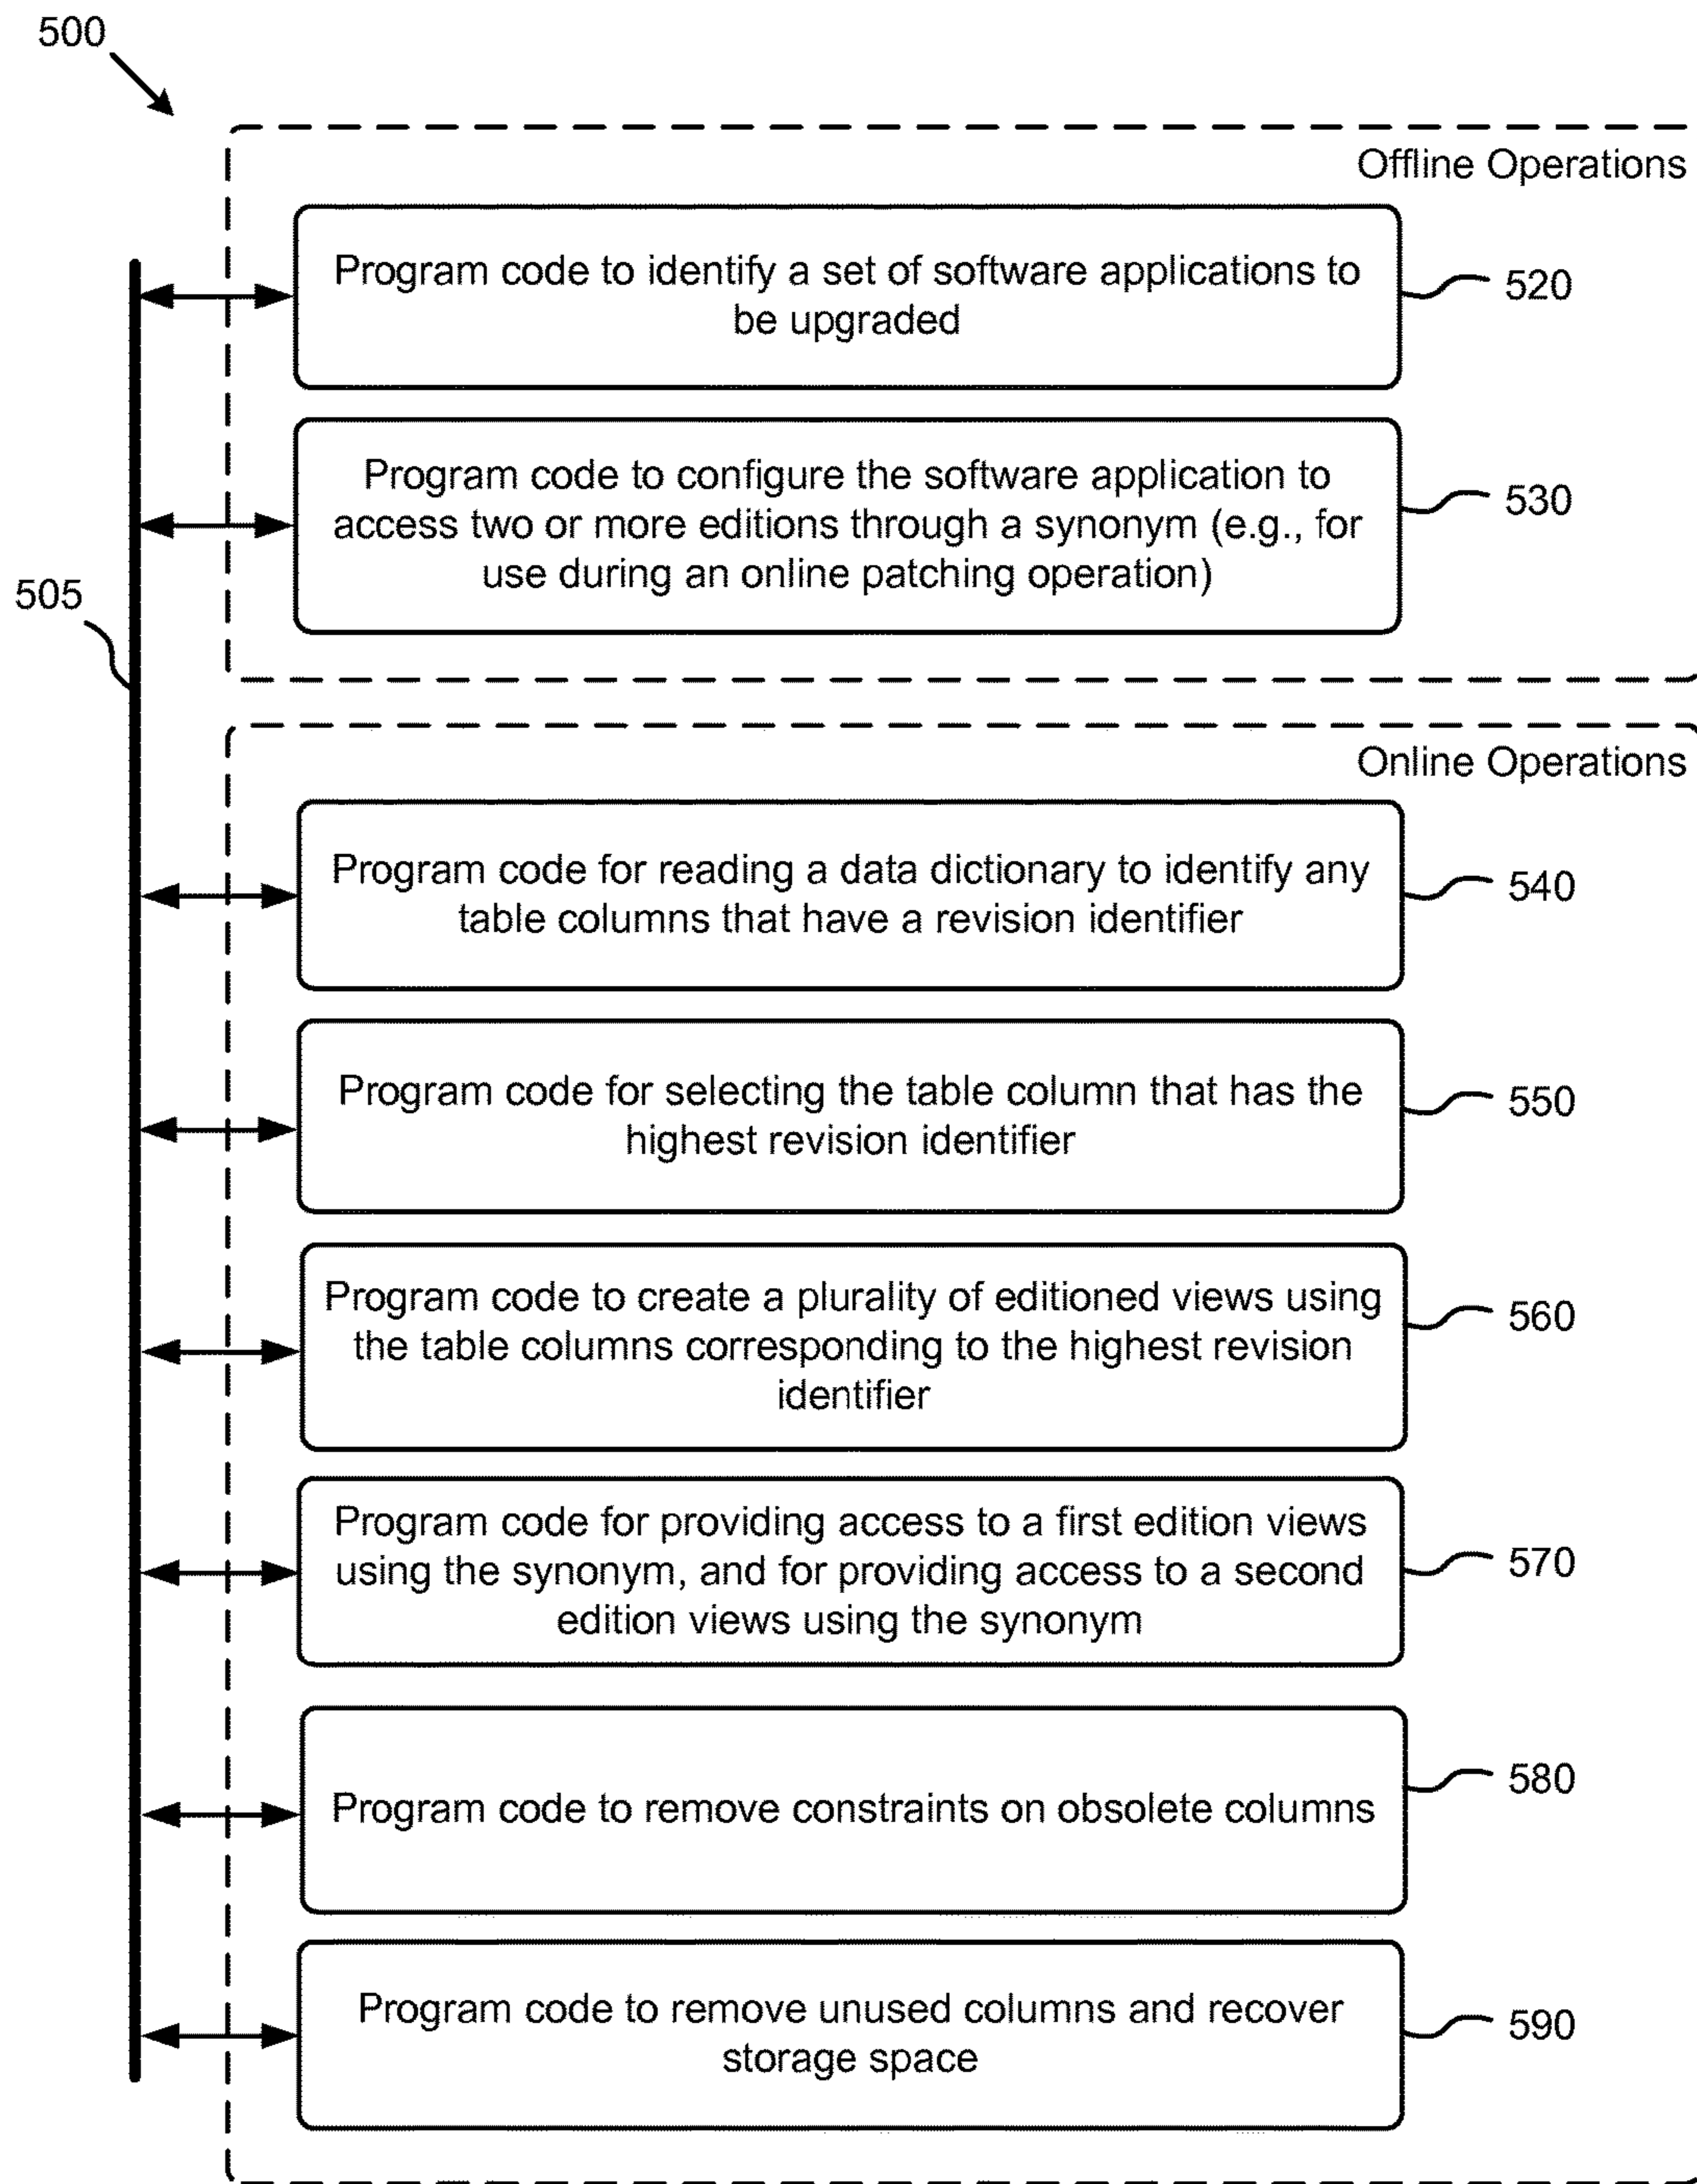 500
Offline Operations
Program code to identify a set of software applications to
be upgraded
520
Program code to configure the software application to
access two or more editions through a synonym (e.g., for
use during an online patching operation)
530
505
Online Operations
Program code for reading a data dictionary to identify any
table columns that have a revision identifier
540
Program code for selecting the table column that has the
highest revision identifier
550
Program code to create a plurality of editioned views using
the table columns corresponding to the highest revision
identifier
560
Program code for providing access to a first edition views
using the synonym, and for providing access to a second
edition views using the synonym
570
Program code to remove constraints on obsolete columns
580
Program code to remove unused columns and recover
storage space
590